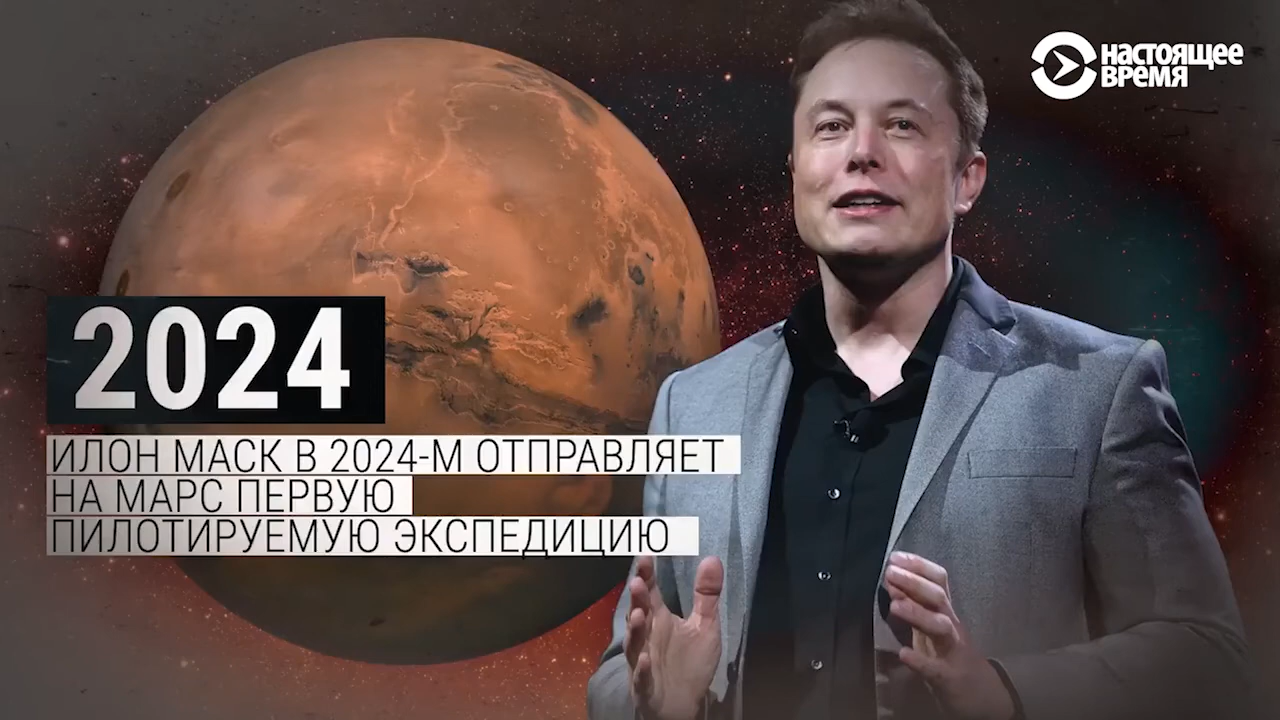 НАСТОЯЩЕЕ
ВРЕМЯ
2024
ИЛОН МАСК В 2024-М ОТПРАВЛЯЕТ
НА МАРС ПЕРВУЮ
ПИЛОТИРУЕМУЮ ЭКСПЕДИЦИЮ